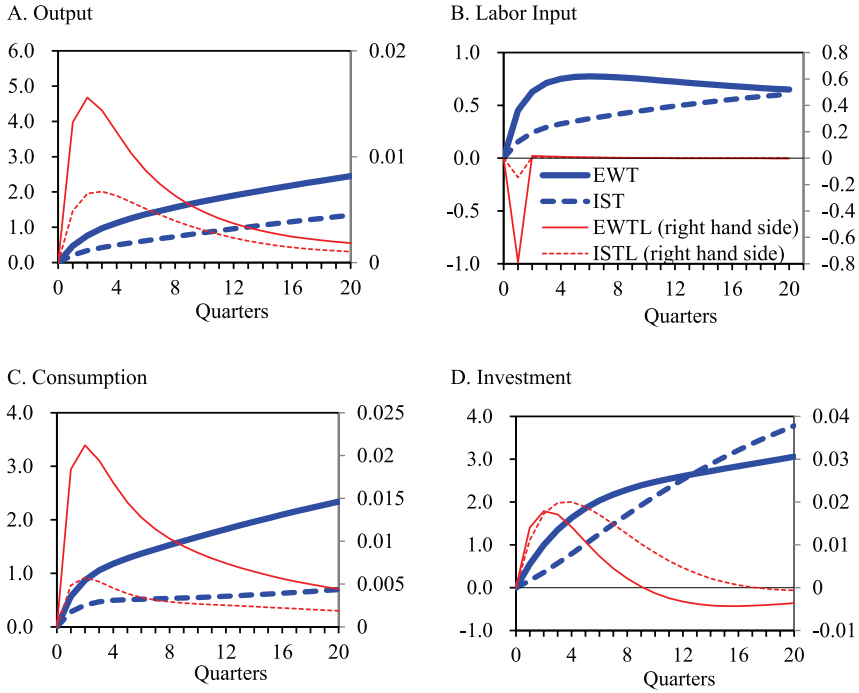 A. Output
6.0
5.0
4.0
3.0
2.0
1.0
0.0
0.02
0.01
0
0 4 8 12 16 20
Quarters
B. Labor Input
1.0
0.5
0.0
-0.5
-1.0
0.8
0.6
0.4
0.2
0
-0.2
-0.4
-0.6
-0.8
EWT
IST
EWTL (right hand side)
ISTL (right hand side)
0 4 8 12 16 20
Quarters
C. Consumption
4.0
3.0
2.0
1.0
0.0
0.025
0.02
0.015
0.01
0.005
0
0 4 8 12 16 20
Quarters
D. Investment
4.0
3.0
2.0
1.0
0.0
-1.0
0.04
0.03
0.02
0.01
0
-0.01
0 4 8 12 16 20
Quarters